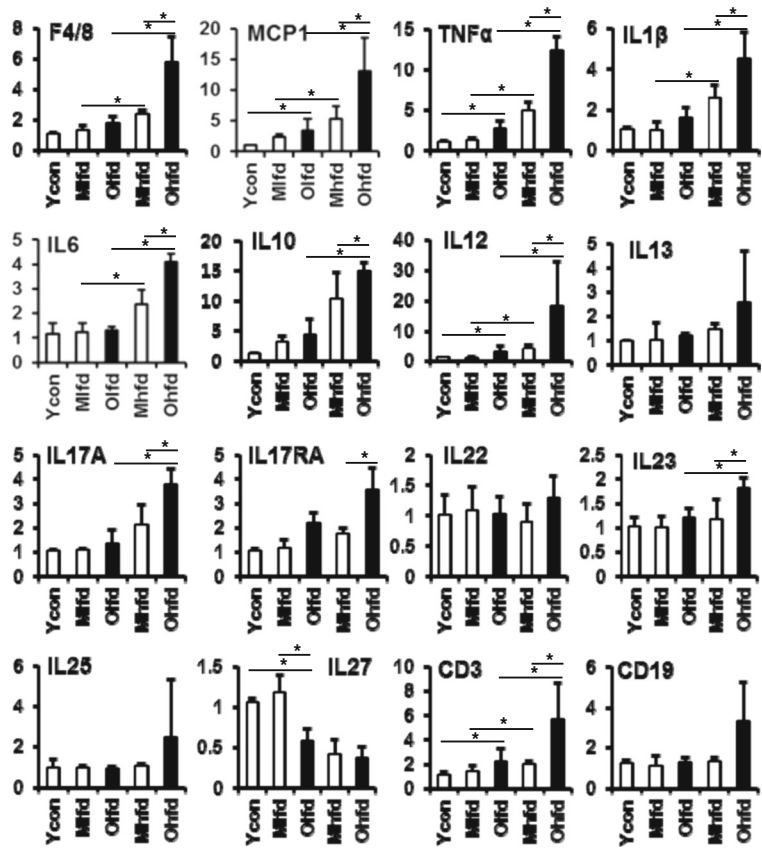 F4/8
8
6
4
2
0
Ycon
Mlfd
Olfd
Mhfd
Ohfd
* * *
MCP1
20
15
10
5
0
Ycon
Mlfd
Olfd
Mhfd
Ohfd
* * * *
TNFα
15
10
5
0
Ycon
Mlfd
Olfd
Mhfd
Ohfd
* * * *
IL1β
6
4
2
0
Ycon
Mlfd
Olfd
Mhfd
Ohfd
* * *
IL6
5
4
3
2
1
0
Ycon
Mlfd
Olfd
Mhfd
Ohfd
* * *
IL10
20
15
10
5
0
Ycon
Mlfd
Olfd
Mhfd
Ohfd
* *
IL12
40
30
20
10
0
Ycon
Mlfd
Olfd
Mhfd
Ohfd
* * * *
IL13
5
4
3
2
1
0
Ycon
Mlfd
Olfd
Mhfd
Ohfd
IL17A
5
4
3
2
1
0
Ycon
Mlfd
Olfd
Mhfd
Ohfd
* *
IL17RA
5
4
3
2
1
0
Ycon
Mlfd
Olfd
Mhfd
Ohfd
*
IL22
2
1.5
1
0.5
0
Ycon
Mlfd
Olfd
Mhfd
Ohfd
IL23
2.5
2
1.5
1
0.5
0
Ycon
Mlfd
Olfd
Mhfd
Ohfd
* *
IL25
6
4
2
0
Ycon
Mlfd
Olfd
Mhfd
Ohfd
IL27
1.5
1
0.5
0
Ycon
Mlfd
Olfd
Mhfd
Ohfd
* *
CD3
10
8
6
4
2
0
Ycon
Mlfd
Olfd
Mhfd
Ohfd
* * * *
CD19
6
4
2
0
Ycon
Mlfd
Olfd
Mhfd
Ohfd